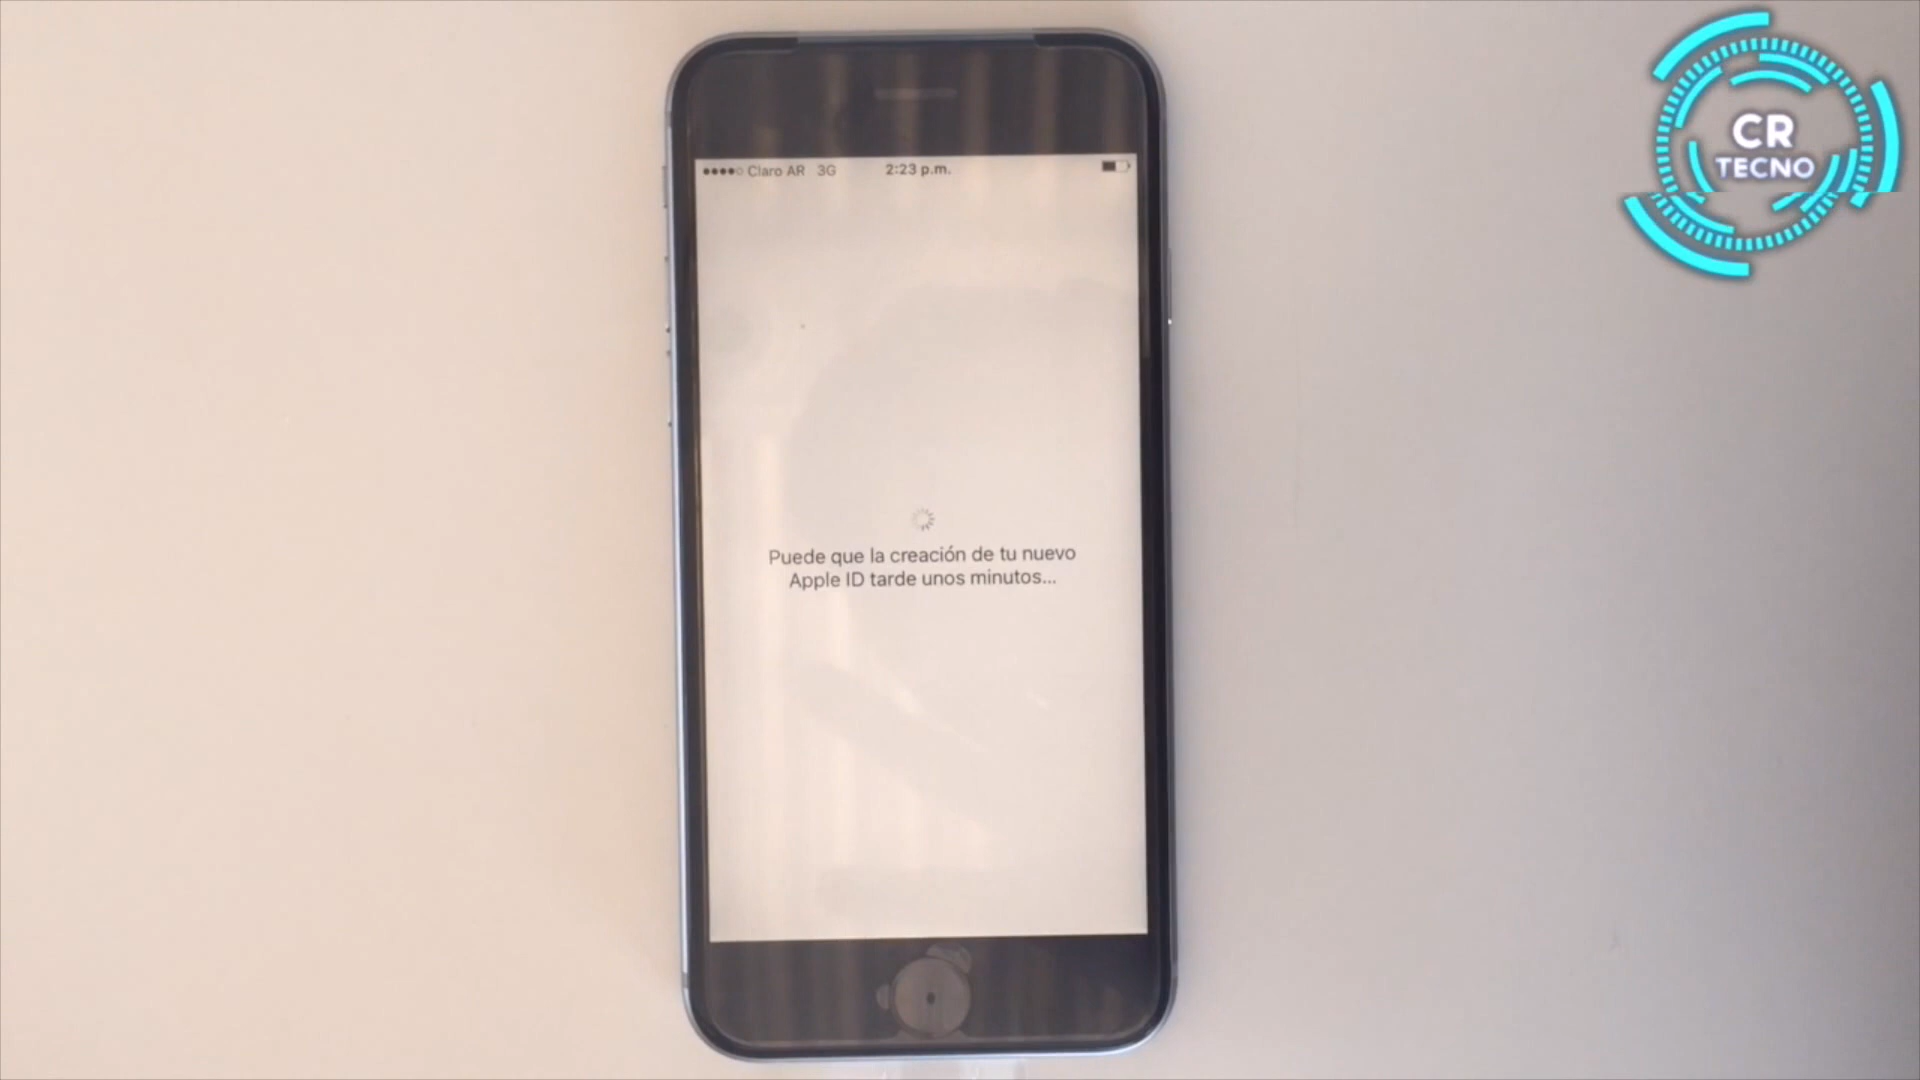 Claro AR 3G 2:23 p.m.
Puede que la creación de tu nuevo
Apple ID tarde unos minutos...
CR
TECNO